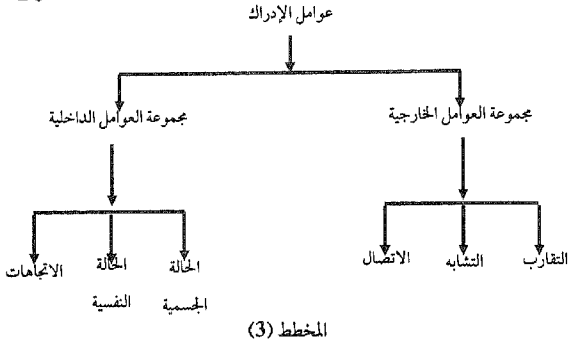 عوامل الإدراك
مجموعة العوامل الخارجية
مجموعة العوامل الداخلية
التقارب
التشابه
الاتصال
الحالة
الجسمية
الحالة
النفسية
الاتجاهات
المخطط (3)